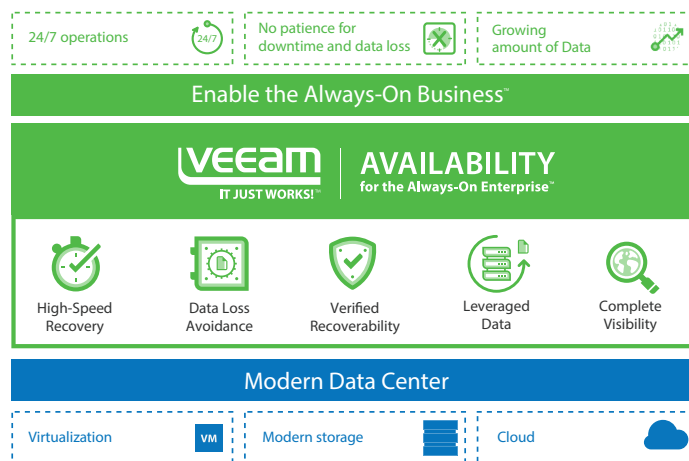 24/7 operations
24/7
No patience for
downtime and data loss
Growing
amount of Data
Enable the Always-On Business™
veeam
IT JUST WORKS!™
AVAILABILITY
for the Always-On Enterprise™
High-Speed
Recovery
Data Loss
Avoidance
Verified
Recoverability
Leveraged
Data
Complete
Visibility
Modern Data Center
Virtualization
VM
Modern storage
Cloud